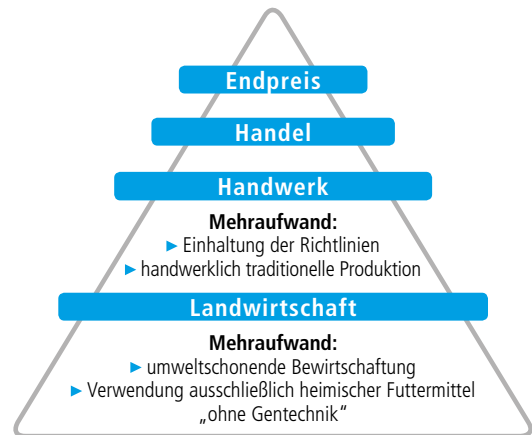 Endpreis
Handel
Handwerk
Mehraufwand:
► Einhaltung der Richtlinien
► handwerklich traditionelle Produktion
Landwirtschaft
Mehraufwand:
► umweltschonende Bewirtschaftung
► Verwendung ausschließlich heimischer Futtermittel
„ohne Gentechnik“